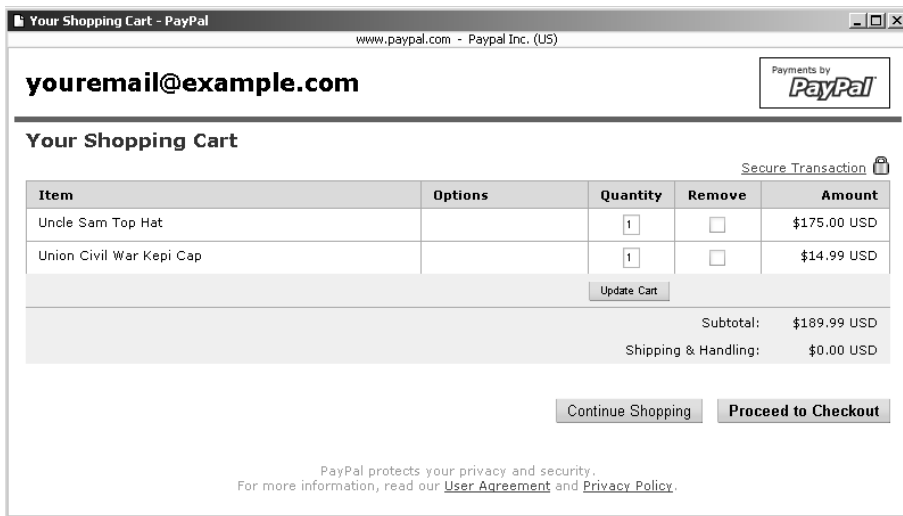 Your Shopping Cart - PayPal
www.paypal.com - Paypal Inc. (US)
youremail@example.com
Payments by
PayPal
Your Shopping Cart
Secure Transaction
Item Options Quantity Remove Amount
Uncle Sam Top Hat 1 $175.00 USD
Union Civil War Kepi Cap 1 $14.99 USD
Update Cart
Subtotal: $189.99 USD
Shipping & Handling: $0.00 USD
Continue Shopping Proceed to Checkout
PayPal protects your privacy and security.
For more information, read our User Agreement and Privacy Policy.